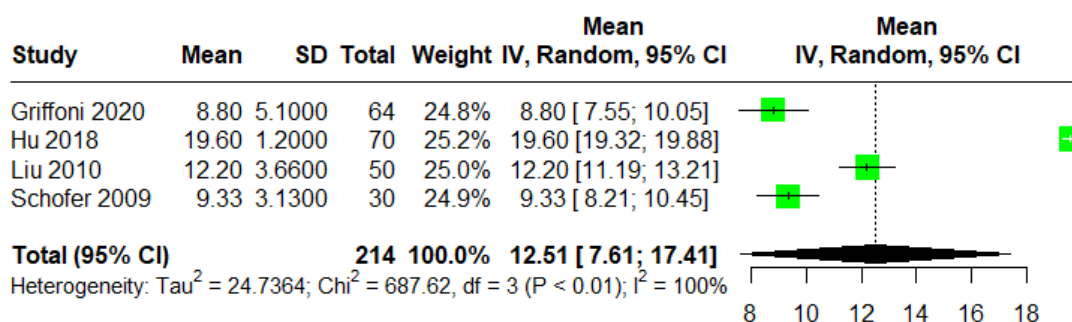 Mean Mean
Study Mean SD Total Weight IV, Random, 95% CI IV, Random, 95% CI
Griffoni 2020 8.80 5.1000 64 24.8% 8.80 [ 7.55; 10.05]
Hu 2018 19.60 1.2000 70 25.2% 19.60 [19.32; 19.88]
Liu 2010 12.20 3.6600 50 25.0% 12.20 [11.19; 13.21]
Schofer 2009 9.33 3.1300 30 24.9% 9.33 [ 8.21; 10.45]
Total (95% CI) 214 100.0% 12.51 [ 7.61; 17.41]
Heterogeneity: Tau² = 24.7364; Chi² = 687.62, df = 3 (P < 0.01); I² = 100%
8 10 12 14 16 18